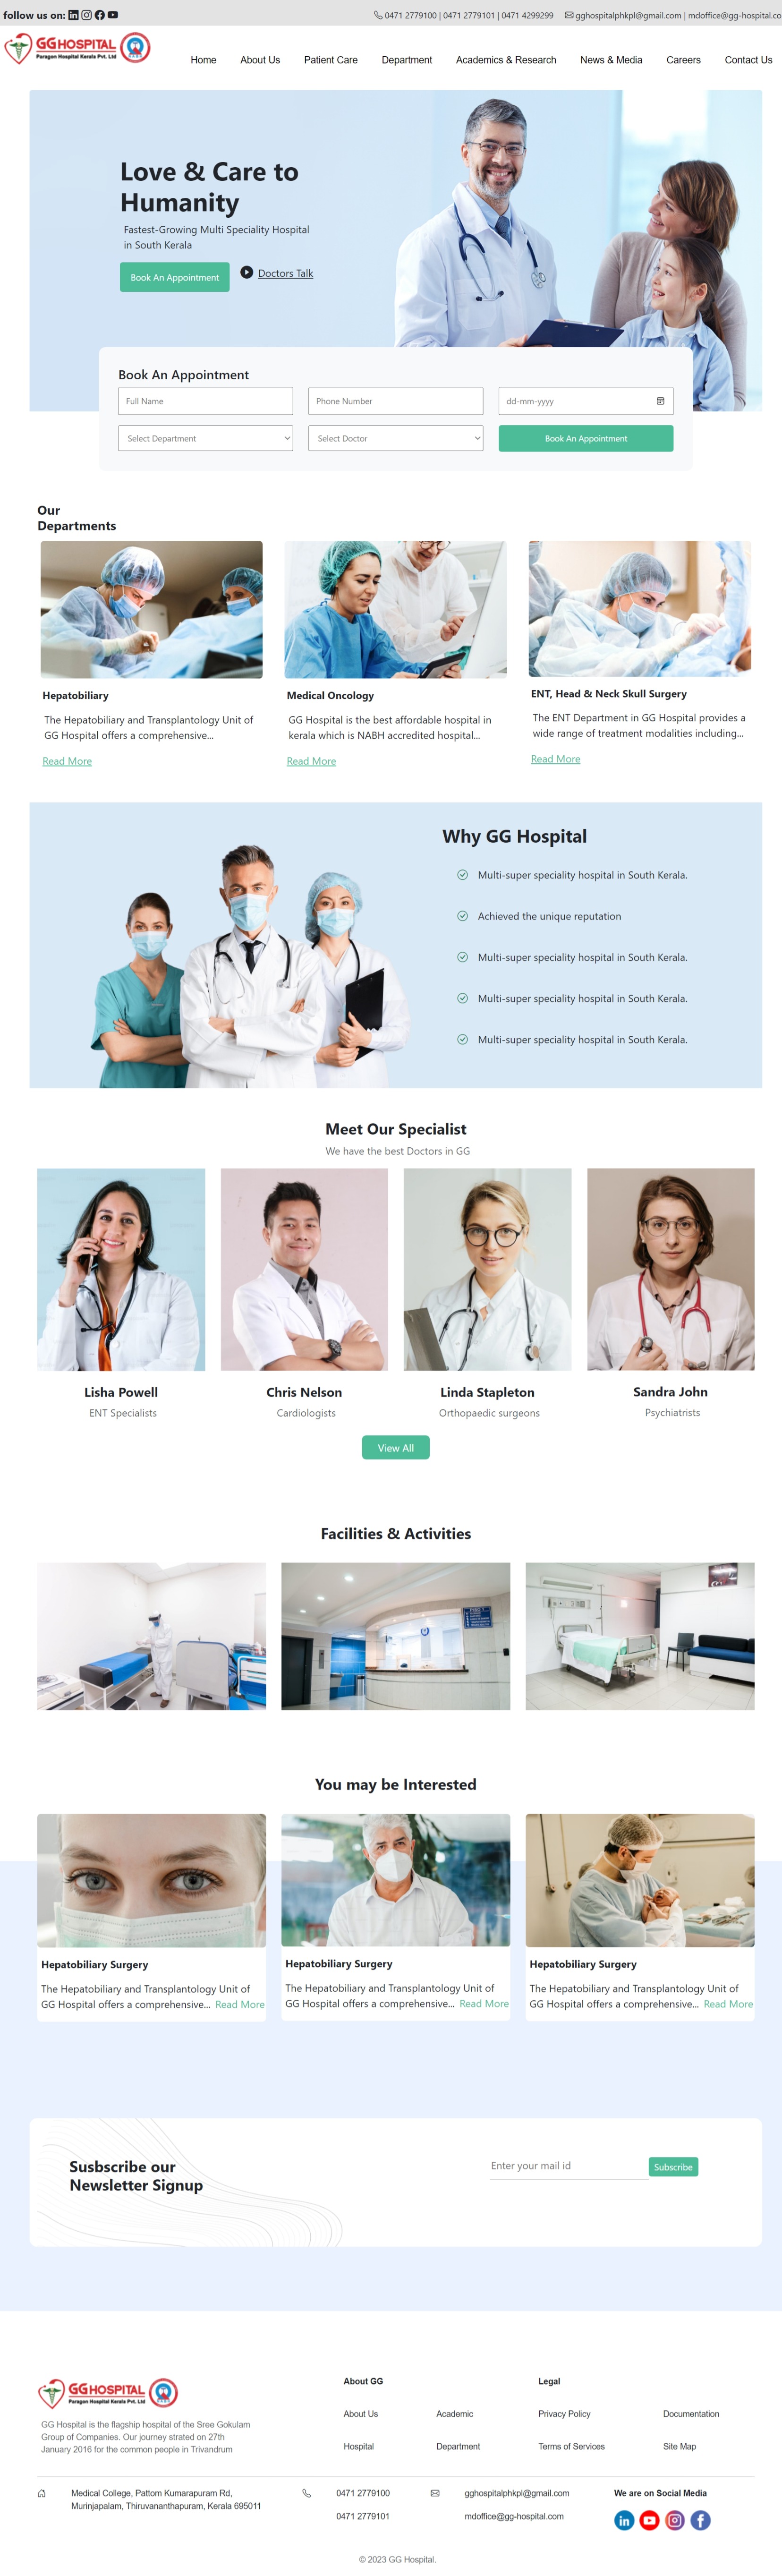 follow us on:
0471 2779100 | 0471 2779101 | 0471 4299299
gghospitalphkpl@gmail.com | mdoffice@gg-hospital.co
GG HOSPITAL
Paragon Hospital Kerala Pvt. Ltd
Home About Us Patient Care Department Academics & Research News & Media Careers Contact Us
Love & Care to
Humanity
Fastest-Growing Multi Speciality Hospital
in South Kerala
Book An Appointment
Doctors Talk
Book An Appointment
Full Name
Phone Number
dd-mm-yyyy
Select Department
Select Doctor
Book An Appointment
Our
Departments
Hepatobiliary
The Hepatobiliary and Transplantology Unit of
GG Hospital offers a comprehensive...
Read More
Medical Oncology
GG Hospital is the best affordable hospital in
kerala which is NABH accredited hospital...
Read More
ENT, Head & Neck Skull Surgery
The ENT Department in GG Hospital provides a
wide range of treatment modalities including...
Read More
Why GG Hospital
Multi-super speciality hospital in South Kerala.
Achieved the unique reputation
Multi-super speciality hospital in South Kerala.
Multi-super speciality hospital in South Kerala.
Multi-super speciality hospital in South Kerala.
Meet Our Specialist
We have the best Doctors in GG
Lisha Powell
ENT Specialists
Chris Nelson
Cardiologists
Linda Stapleton
Orthopaedic surgeons
Sandra John
Psychiatrists
View All
Facilities & Activities
You may be Interested
Hepatobiliary Surgery
The Hepatobiliary and Transplantology Unit of
GG Hospital offers a comprehensive... Read More
Hepatobiliary Surgery
The Hepatobiliary and Transplantology Unit of
GG Hospital offers a comprehensive... Read More
Hepatobiliary Surgery
The Hepatobiliary and Transplantology Unit of
GG Hospital offers a comprehensive... Read More
Susbscribe our
Newsletter Signup
Enter your mail id
Subscribe
GG HOSPITAL
Paragon Hospital Kerala Pvt. Ltd
GG Hospital is the flagship hospital of the Sree Gokulam
Group of Companies. Our journey strated on 27th
January 2016 for the common people in Trivandrum
About GG
About Us
Academic
Hospital
Department
Legal
Privacy Policy
Documentation
Terms of Services
Site Map
Medical College, Pattom Kumarapuram Rd,
Murinjapalam, Thiruvananthapuram, Kerala 695011
0471 2779100
0471 2779101
gghospitalphkpl@gmail.com
mdoffice@gg-hospital.com
We are on Social Media
© 2023 GG Hospital.